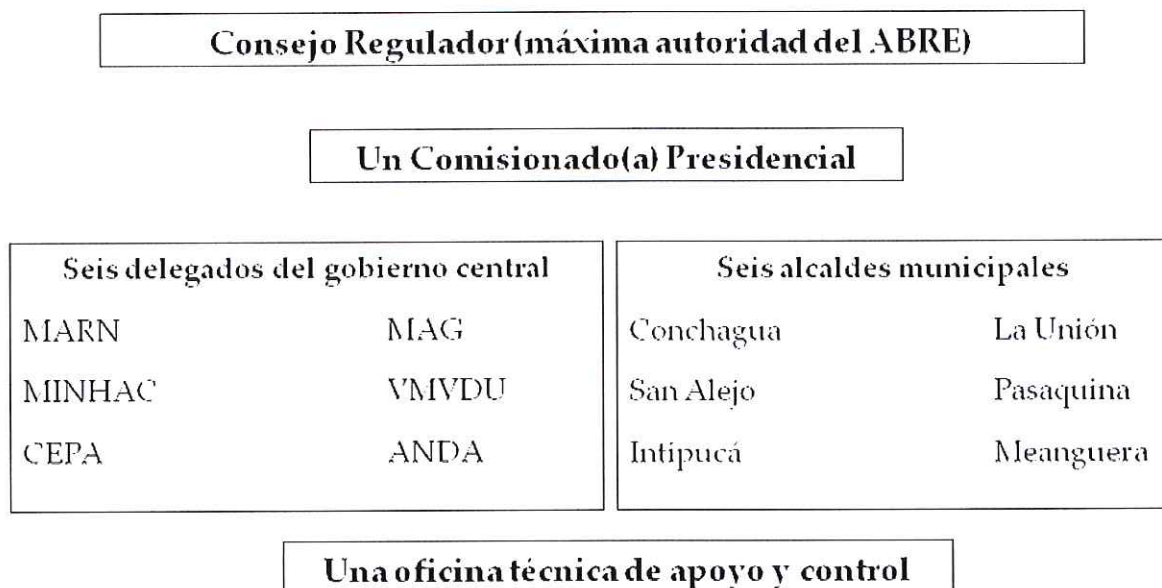 Consejo Regulador (máxima autoridad del ABRE)
Un Comisionado(a) Presidencial
Seis delegados del gobierno central
MARN MAG
MINHAC VMVDU
CEPA ANDA
Seis alcaldes municipales
Conchagua La Unión
San Alejo Pasaquina
Intipucá Meanguera
Una oficina técnica de apoyo y control